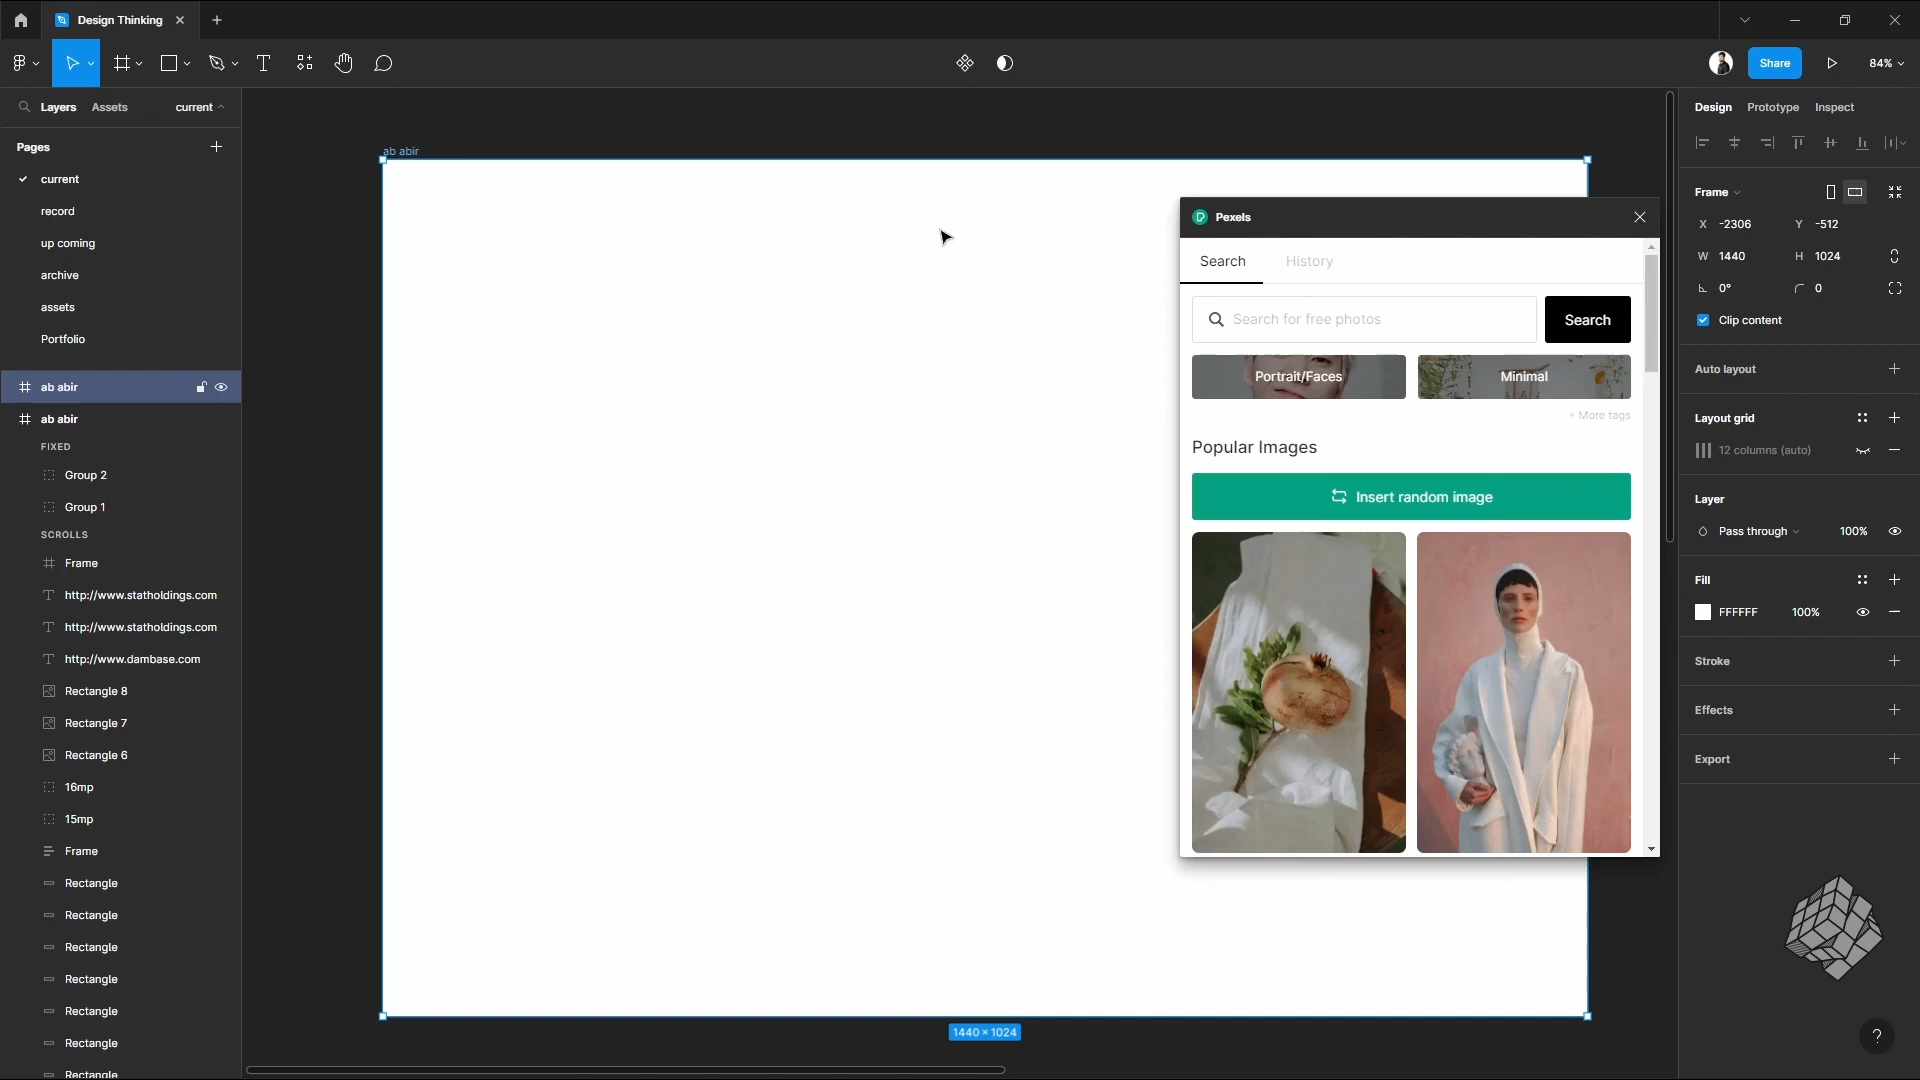 Design Thinking
Share
84%
Layers Assets current
Pages
current
record
up coming
archive
assets
Portfolio
ab abir
ab abir
FIXED
Group 2
Group 1
SCROLLS
Frame
http://www.statholdings.com
http://www.statholdings.com
http://www.dambase.com
Rectangle 8
Rectangle 7
Rectangle 6
16mp
15mp
Frame
Rectangle
Rectangle
Rectangle
Rectangle
Rectangle
Rectangle
Rectangle
ab abir
1440 × 1024
Pexels
Search History
Search for free photos Search
Portrait/Faces Minimal
+ More tags
Popular Images
Insert random image
Design Prototype Inspect
Frame
X -2306 Y -512
W 1440 H 1024
0° 0
Clip content
Auto layout
Layout grid
12 columns (auto)
Layer
Pass through 100%
Fill
FFFFFF 100%
Stroke
Effects
Export
?